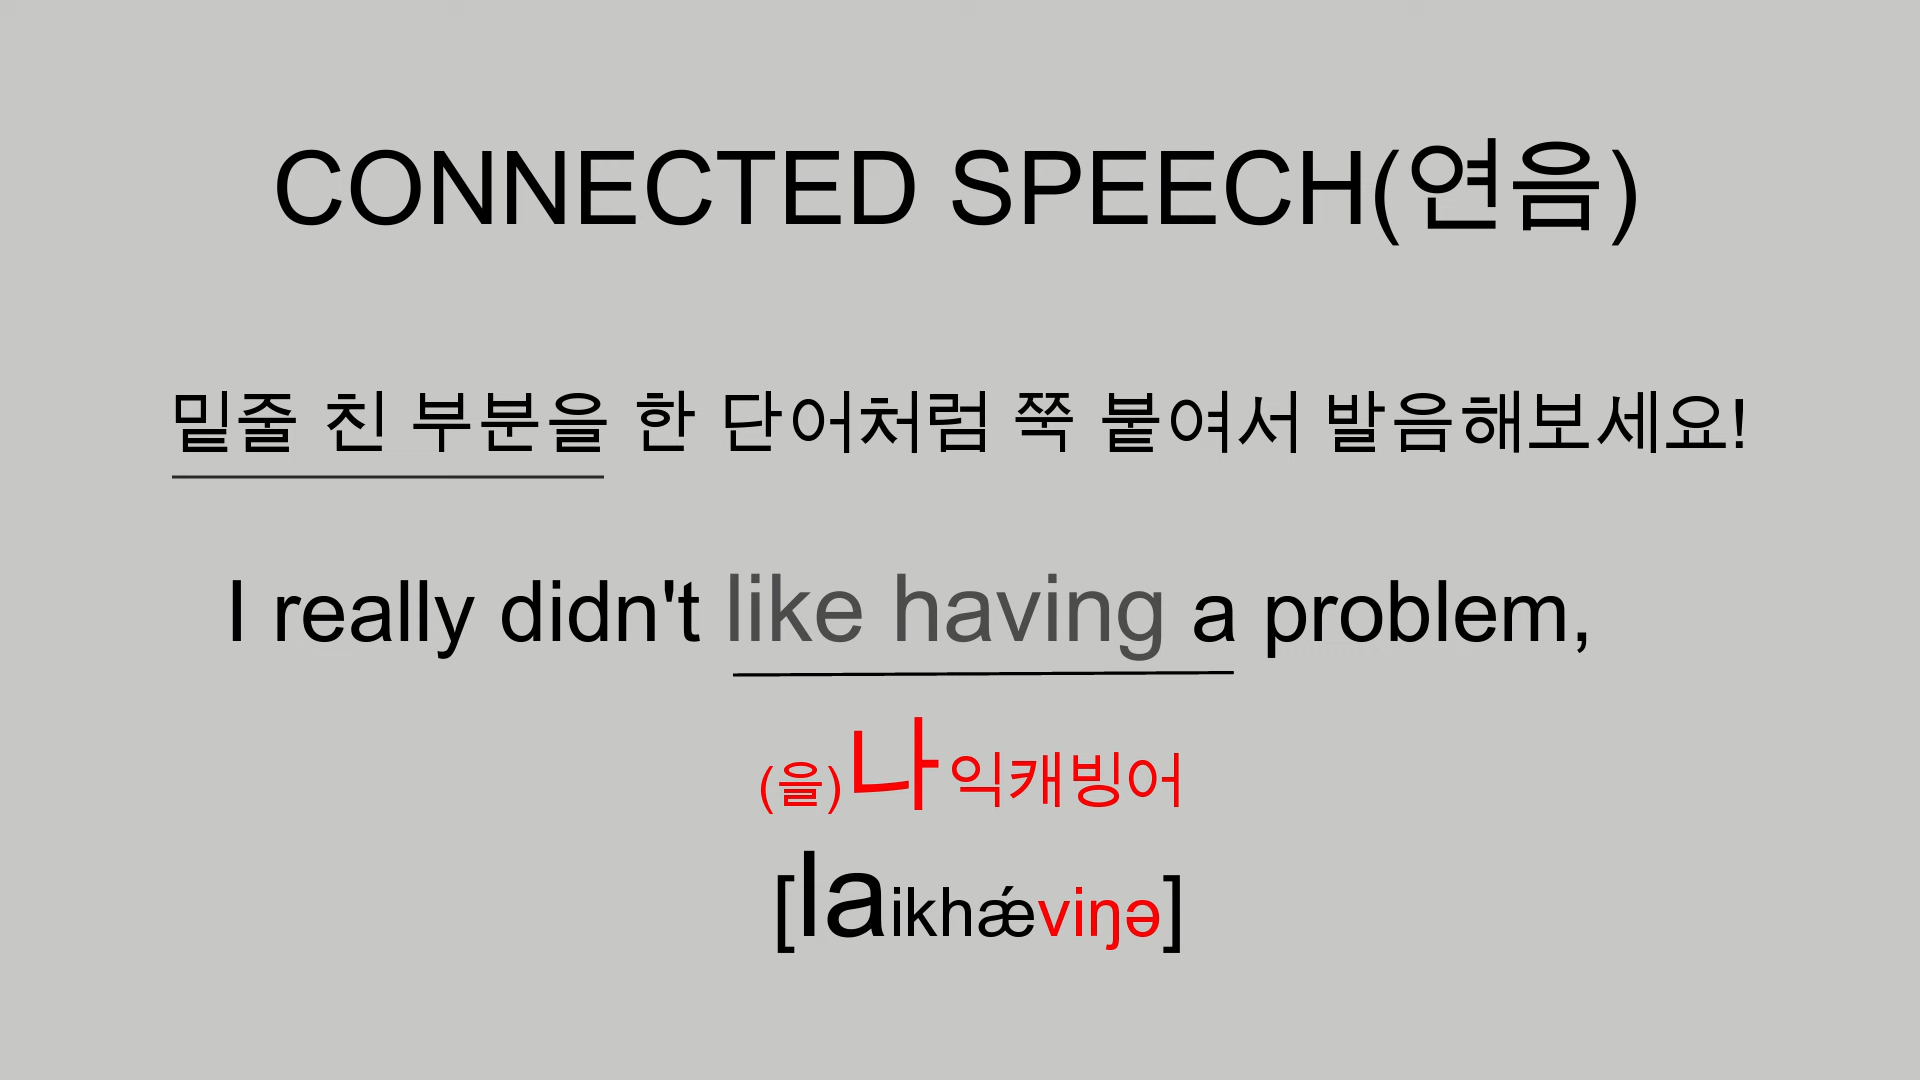 CONNECTED SPEECH(연음)
밑줄 친 부분을 한 단어처럼 쭉 붙여서 발음해보세요!
I really didn't like having a problem,
(을)나익캐빙어
[laikhǽviŋə]